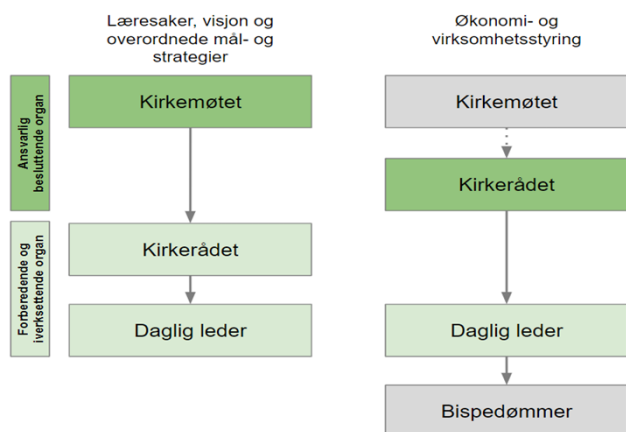 Læresaker, visjon og
overordnede mål- og
strategier
Økonomi- og
virksomhetsstyring
Ansvarlig
besluttende organ
Kirkemøtet
Kirkemøtet
Kirkerådet
Forberedende og
iverksettende organ
Kirkerådet
Daglig leder
Daglig leder
Bispedømmer